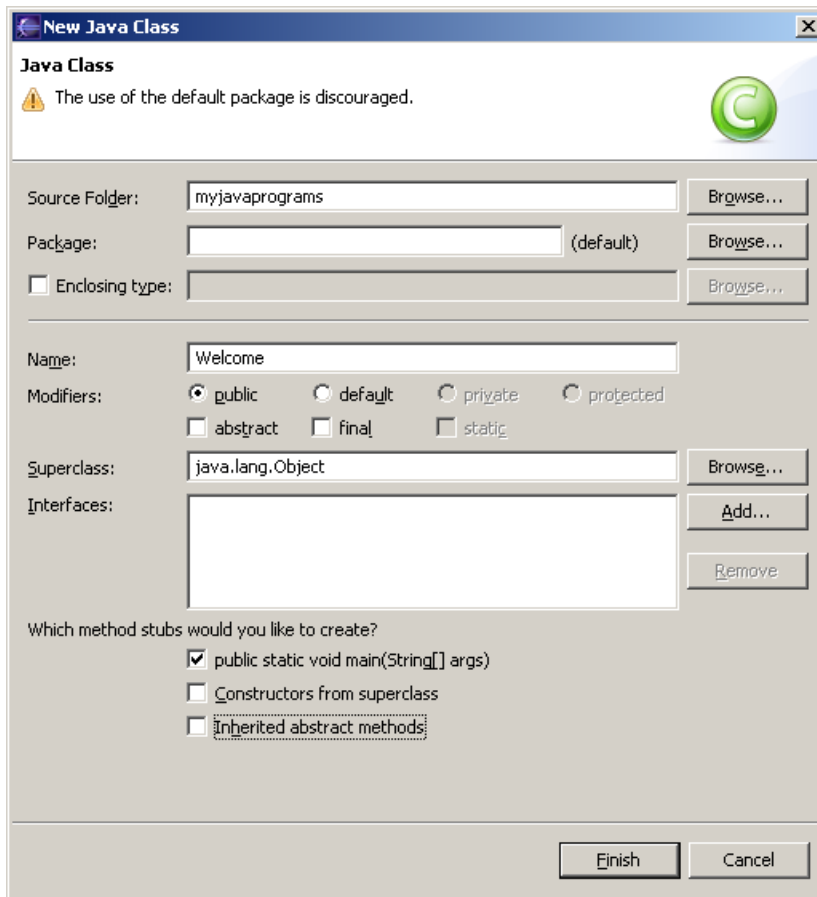 New Java Class
Java Class
The use of the default package is discouraged.
Source Folder: myjavaprograms Browse...
Package: (default) Browse...
Enclosing type: Browse...
Name: Welcome
Modifiers: public default private protected
abstract final static
Superclass: java.lang.Object Browse...
Interfaces: Add...
Remove
Which method stubs would you like to create?
public static void main(String[] args)
Constructors from superclass
Inherited abstract methods
Finish Cancel